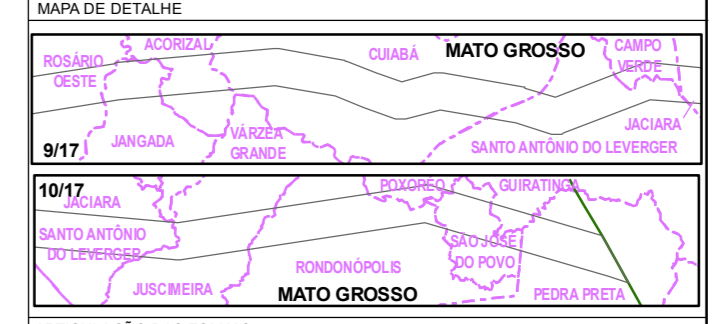 MAPA DE DETALHE
ACORIZAL
CUIABÁ
MATO GROSSO
CAMPO
VERDE
ROSÁRIO
OESTE
JACIARA
JANGADA
VÁRZEA
GRANDE
SANTO ANTÔNIO DO LEVERGER
9/17
10/17
JACIARA
POXORÉO
GUIRATINGA
SANTO ANTÔNIO
DO LEVERGER
SÃO JOSÉ
DO POVO
RONDONÓPOLIS
JUSCIMEIRA
MATO GROSSO
PEDRA PRETA